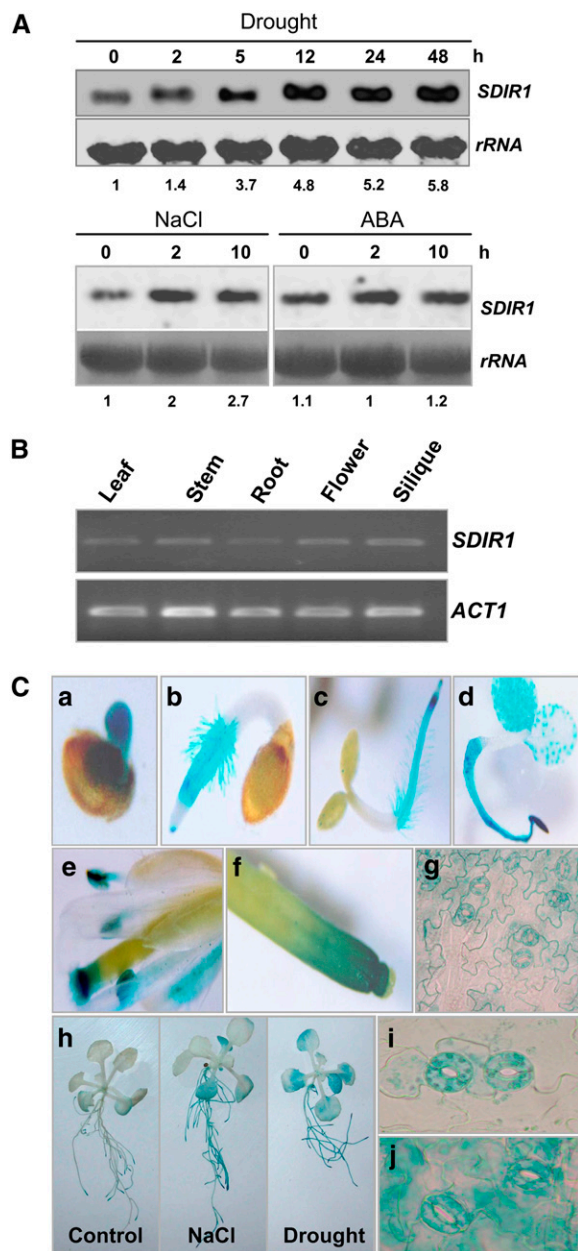 A
Drought
0 2 5 12 24 48 h
SDIR1
rRNA
1 1.4 3.7 4.8 5.2 5.8
NaCl ABA
0 2 10 0 2 10 h
SDIR1
rRNA
1 2 2.7 1.1 1 1.2
B
Leaf Stem Root Flower Silique
SDIR1
ACT1
C
a b c d
e f g
h i
j
Control NaCl Drought